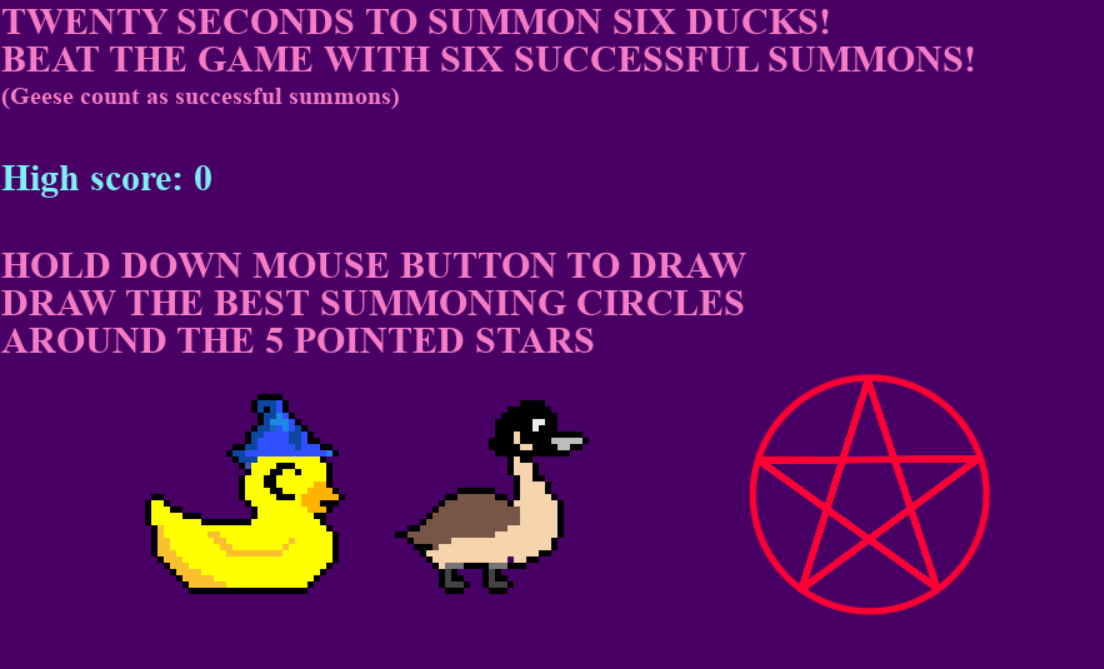 TWENTY SECONDS TO SUMMON SIX DUCKS!
BEAT THE GAME WITH SIX SUCCESSFUL SUMMONS!
(Geese count as successful summons)
High score: 0
HOLD DOWN MOUSE BUTTON TO DRAW
DRAW THE BEST SUMMONING CIRCLES
AROUND THE 5 POINTED STARS